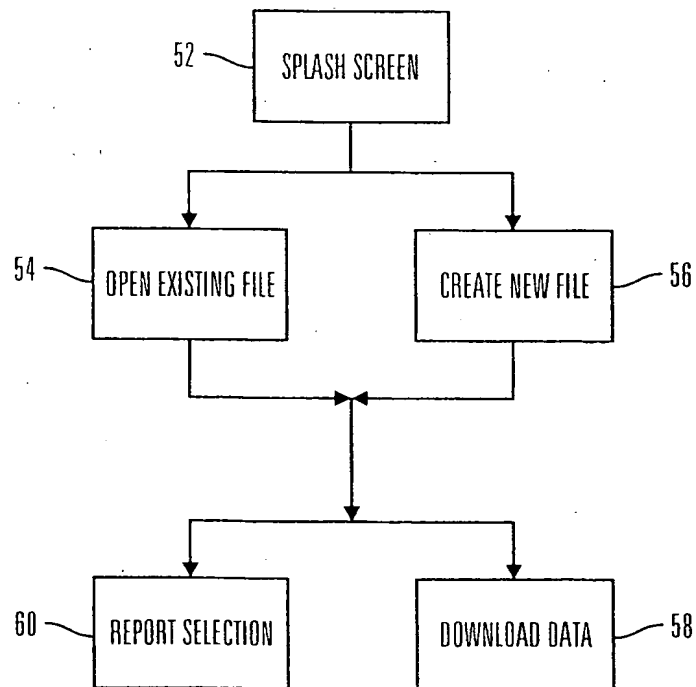 52
SPLASH SCREEN
54
OPEN EXISTING FILE
CREATE NEW FILE
56
60
REPORT SELECTION
DOWNLOAD DATA
58